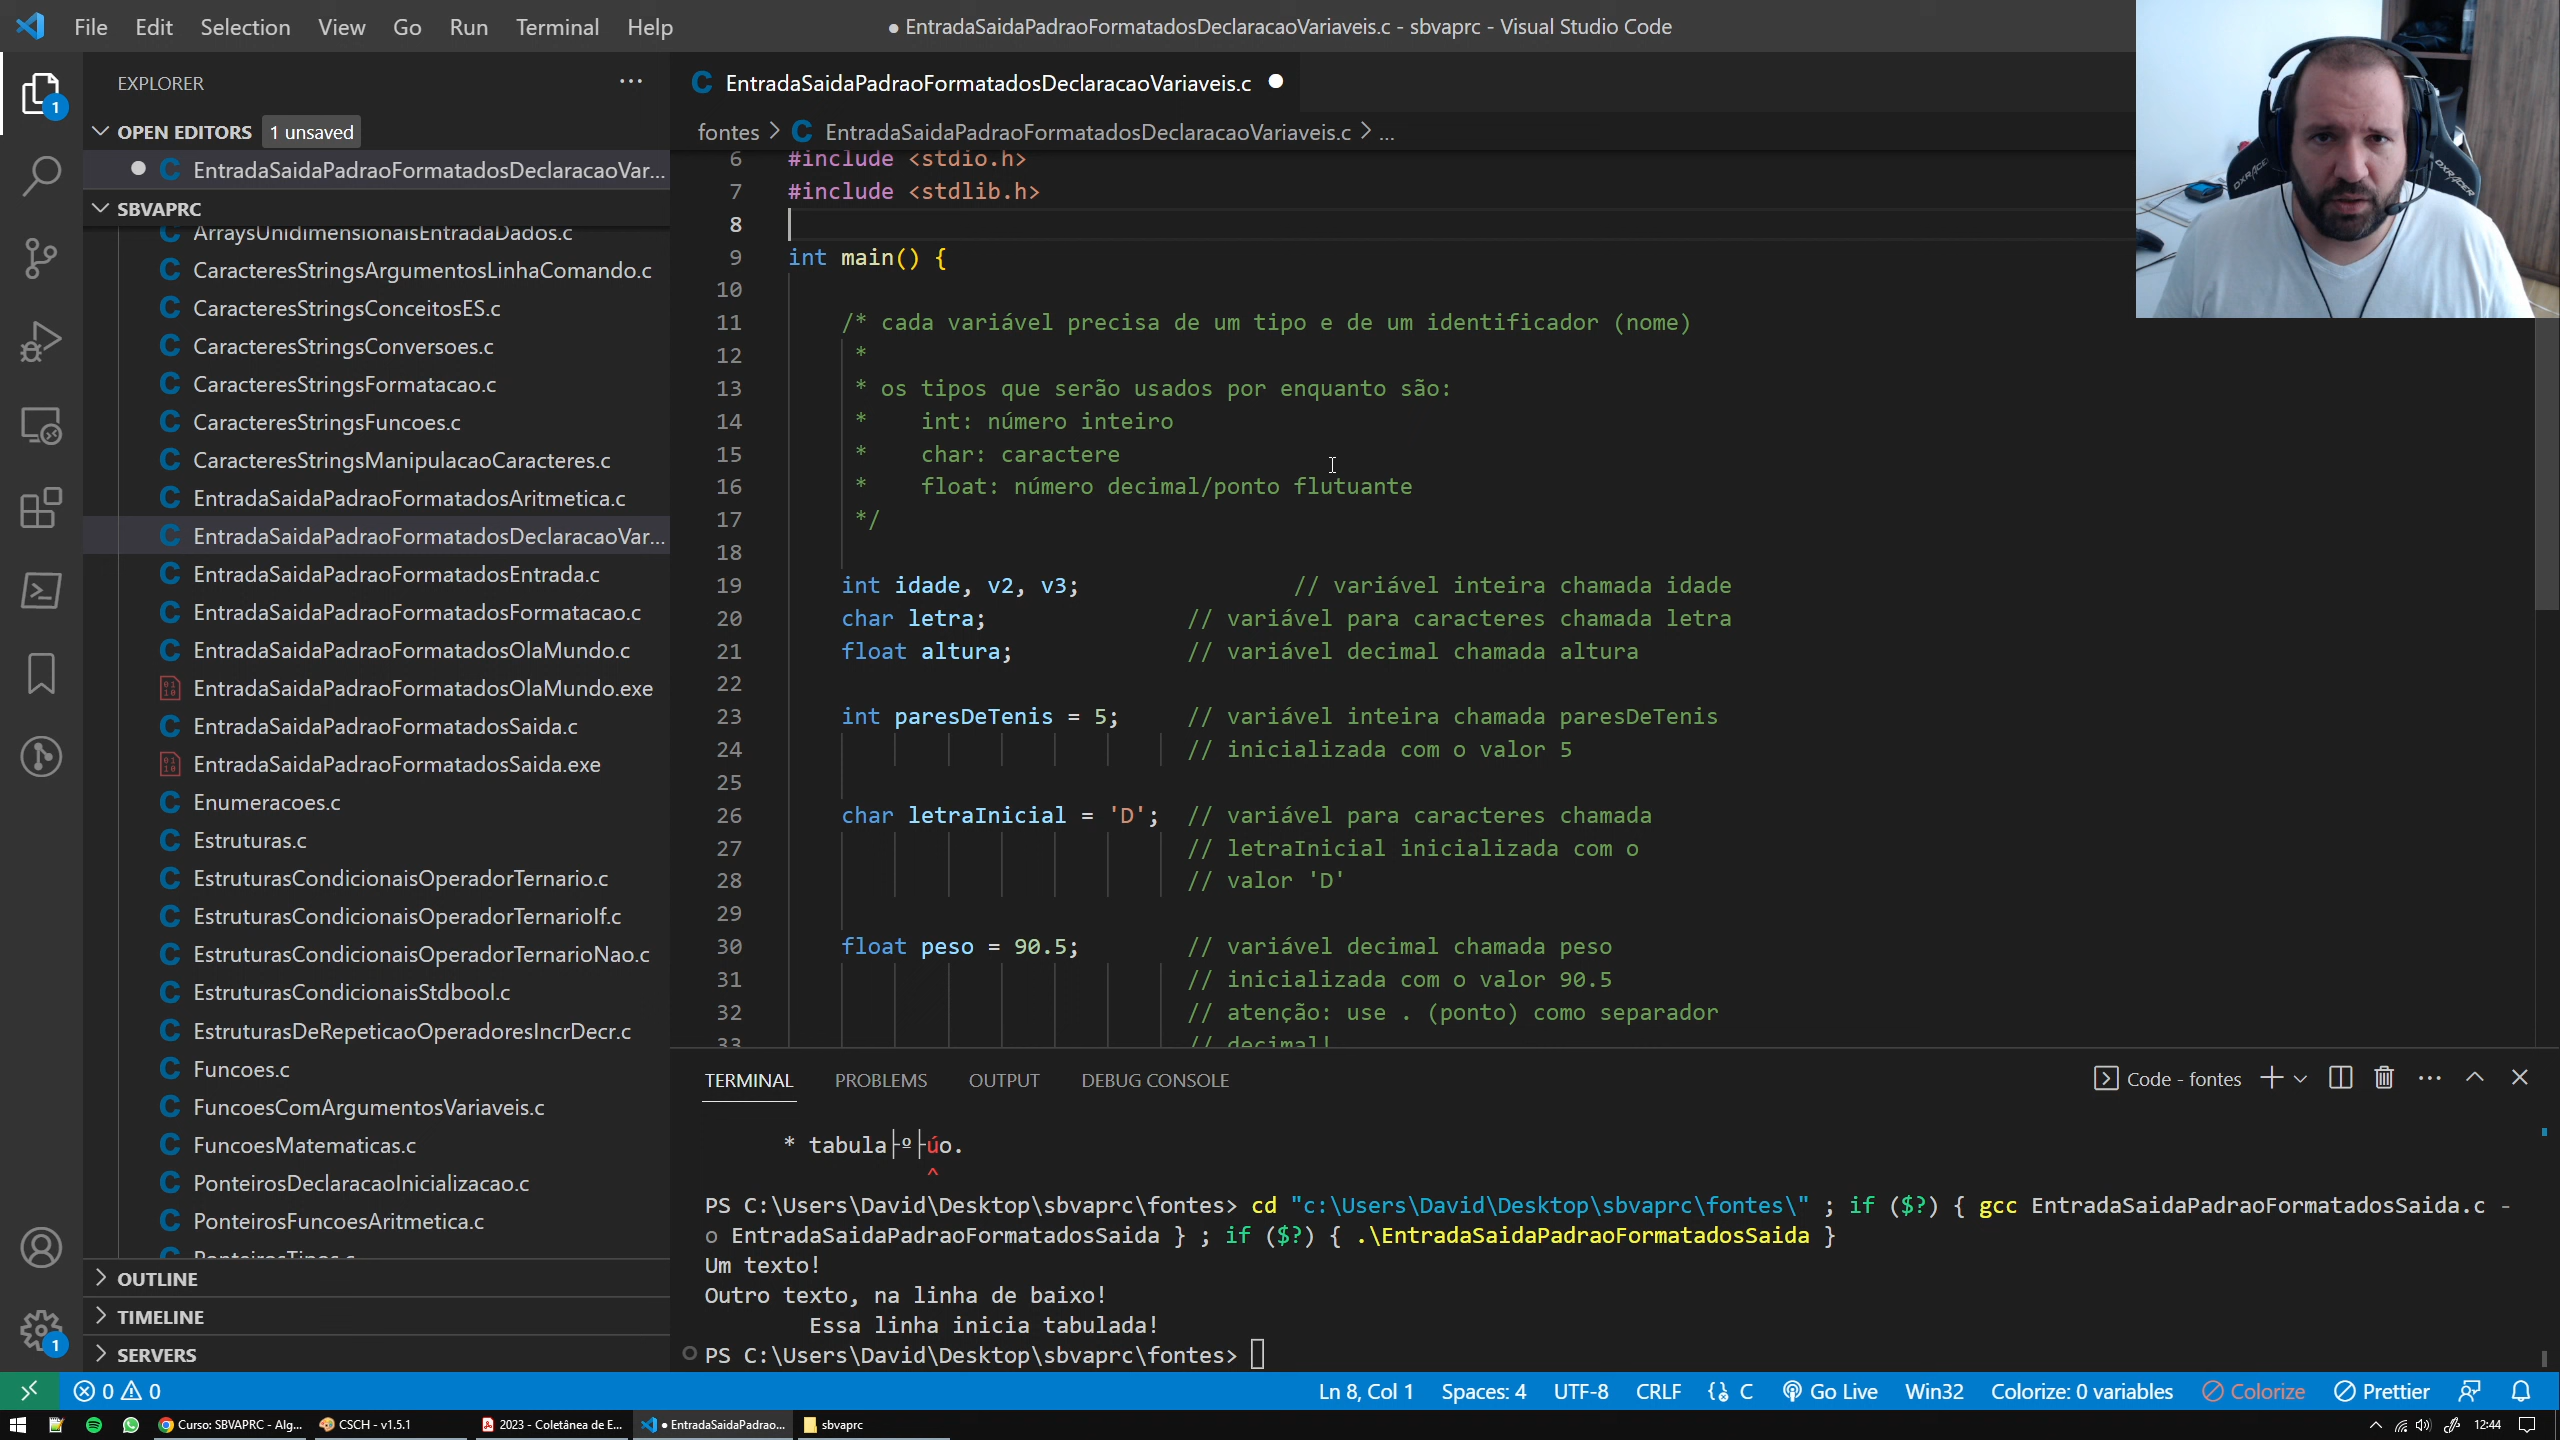 File Edit Selection View Go Run Terminal Help
● EntradaSaidaPadraoFormatadosDeclaracaoVariaveis.c - sbvaprc - Visual Studio Code
EXPLORER
OPEN EDITORS 1 unsaved
EntradaSaidaPadraoFormatadosDeclaracaoVar...
SBVAPRC
ArraysUnidimensionaisEntradaDados.c
CaracteresStringsArgumentosLinhaComando.c
CaracteresStringsConceitosES.c
CaracteresStringsConversoes.c
CaracteresStringsFormatacao.c
CaracteresStringsFuncoes.c
CaracteresStringsManipulacaoCaracteres.c
EntradaSaidaPadraoFormatadosAritmetica.c
EntradaSaidaPadraoFormatadosDeclaracaoVar...
EntradaSaidaPadraoFormatadosEntrada.c
EntradaSaidaPadraoFormatadosFormatacao.c
EntradaSaidaPadraoFormatadosOlaMundo.c
EntradaSaidaPadraoFormatadosOlaMundo.exe
EntradaSaidaPadraoFormatadosSaida.c
EntradaSaidaPadraoFormatadosSaida.exe
Enumeracoes.c
Estruturas.c
EstruturasCondicionaisOperadorTernario.c
EstruturasCondicionaisOperadorTernarioIf.c
EstruturasCondicionaisOperadorTernarioNao.c
EstruturasCondicionaisStdbool.c
EstruturasDeRepeticaoOperadoresIncrDecr.c
Funcoes.c
FuncoesComArgumentosVariaveis.c
FuncoesMatematicas.c
PonteirosDeclaracaoInicializacao.c
PonteirosFuncoesAritmetica.c
PonteirosTipos.c
OUTLINE
TIMELINE
SERVERS
EntradaSaidaPadraoFormatadosDeclaracaoVariaveis.c ●
fontes > C EntradaSaidaPadraoFormatadosDeclaracaoVariaveis.c > ...
6 #include <stdio.h>
7 #include <stdlib.h>
8
9 int main() {
10
11 /* cada variável precisa de um tipo e de um identificador (nome)
12 *
13 * os tipos que serão usados por enquanto são:
14 * int: número inteiro
15 * char: caractere
16 * float: número decimal/ponto flutuante
17 */
18
19 int idade, v2, v3; // variável inteira chamada idade
20 char letra; // variável para caracteres chamada letra
21 float altura; // variável decimal chamada altura
22
23 int paresDeTenis = 5; // variável inteira chamada paresDeTenis
24 // inicializada com o valor 5
25
26 char letraInicial = 'D'; // variável para caracteres chamada
27 // letraInicial inicializada com o
28 // valor 'D'
29
30 float peso = 90.5; // variável decimal chamada peso
31 // inicializada com o valor 90.5
32 // atenção: use . (ponto) como separador
33 // decimal!
DXRACER
DXRACER
TERMINAL PROBLEMS OUTPUT DEBUG CONSOLE
Code - fontes
* tabula├º├úo.
^
PS C:\Users\David\Desktop\sbvaprc\fontes> cd "c:\Users\David\Desktop\sbvaprc\fontes\" ; if ($?) { gcc EntradaSaidaPadraoFormatadosSaida.c -
o EntradaSaidaPadraoFormatadosSaida } ; if ($?) { .\EntradaSaidaPadraoFormatadosSaida }
Um texto!
Outro texto, na linha de baixo!
Essa linha inicia tabulada!
PS C:\Users\David\Desktop\sbvaprc\fontes>
0 0 Ln 8, Col 1 Spaces: 4 UTF-8 CRLF {} C Go Live Win32 Colorize: 0 variables Colorize Prettier
Curso: SBVAPRC - Alg... CSCH - v1.5.1 2023 - Coletânea de E... ● EntradaSaidaPadrao... sbvaprc 12:44